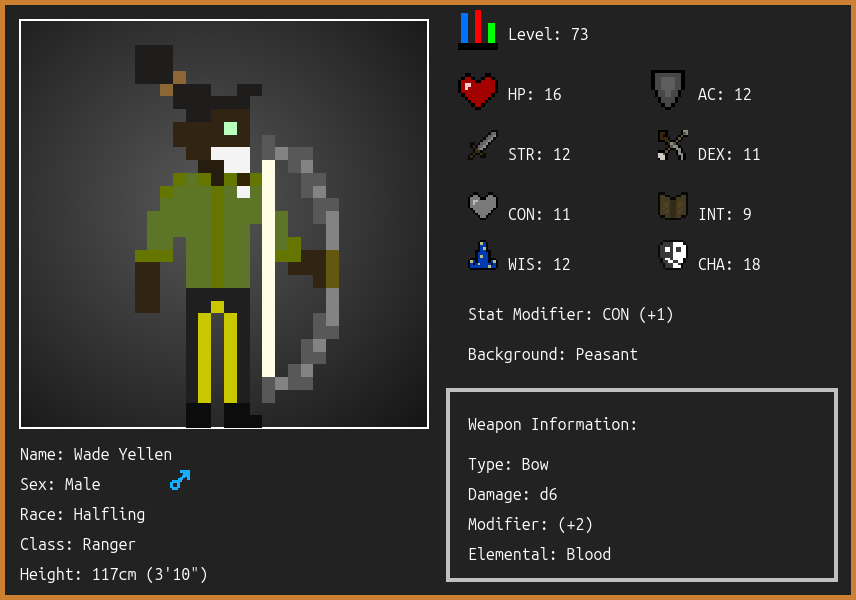 Level: 73
HP: 16
AC: 12
STR: 12
DEX: 11
CON: 11
INT: 9
WIS: 12
CHA: 18
Stat Modifier: CON (+1)
Background: Peasant
Weapon Information:
Type: Bow
Damage: d6
Modifier: (+2)
Elemental: Blood
Name: Wade Yellen
Sex: Male
Race: Halfling
Class: Ranger
Height: 117cm (3'10")